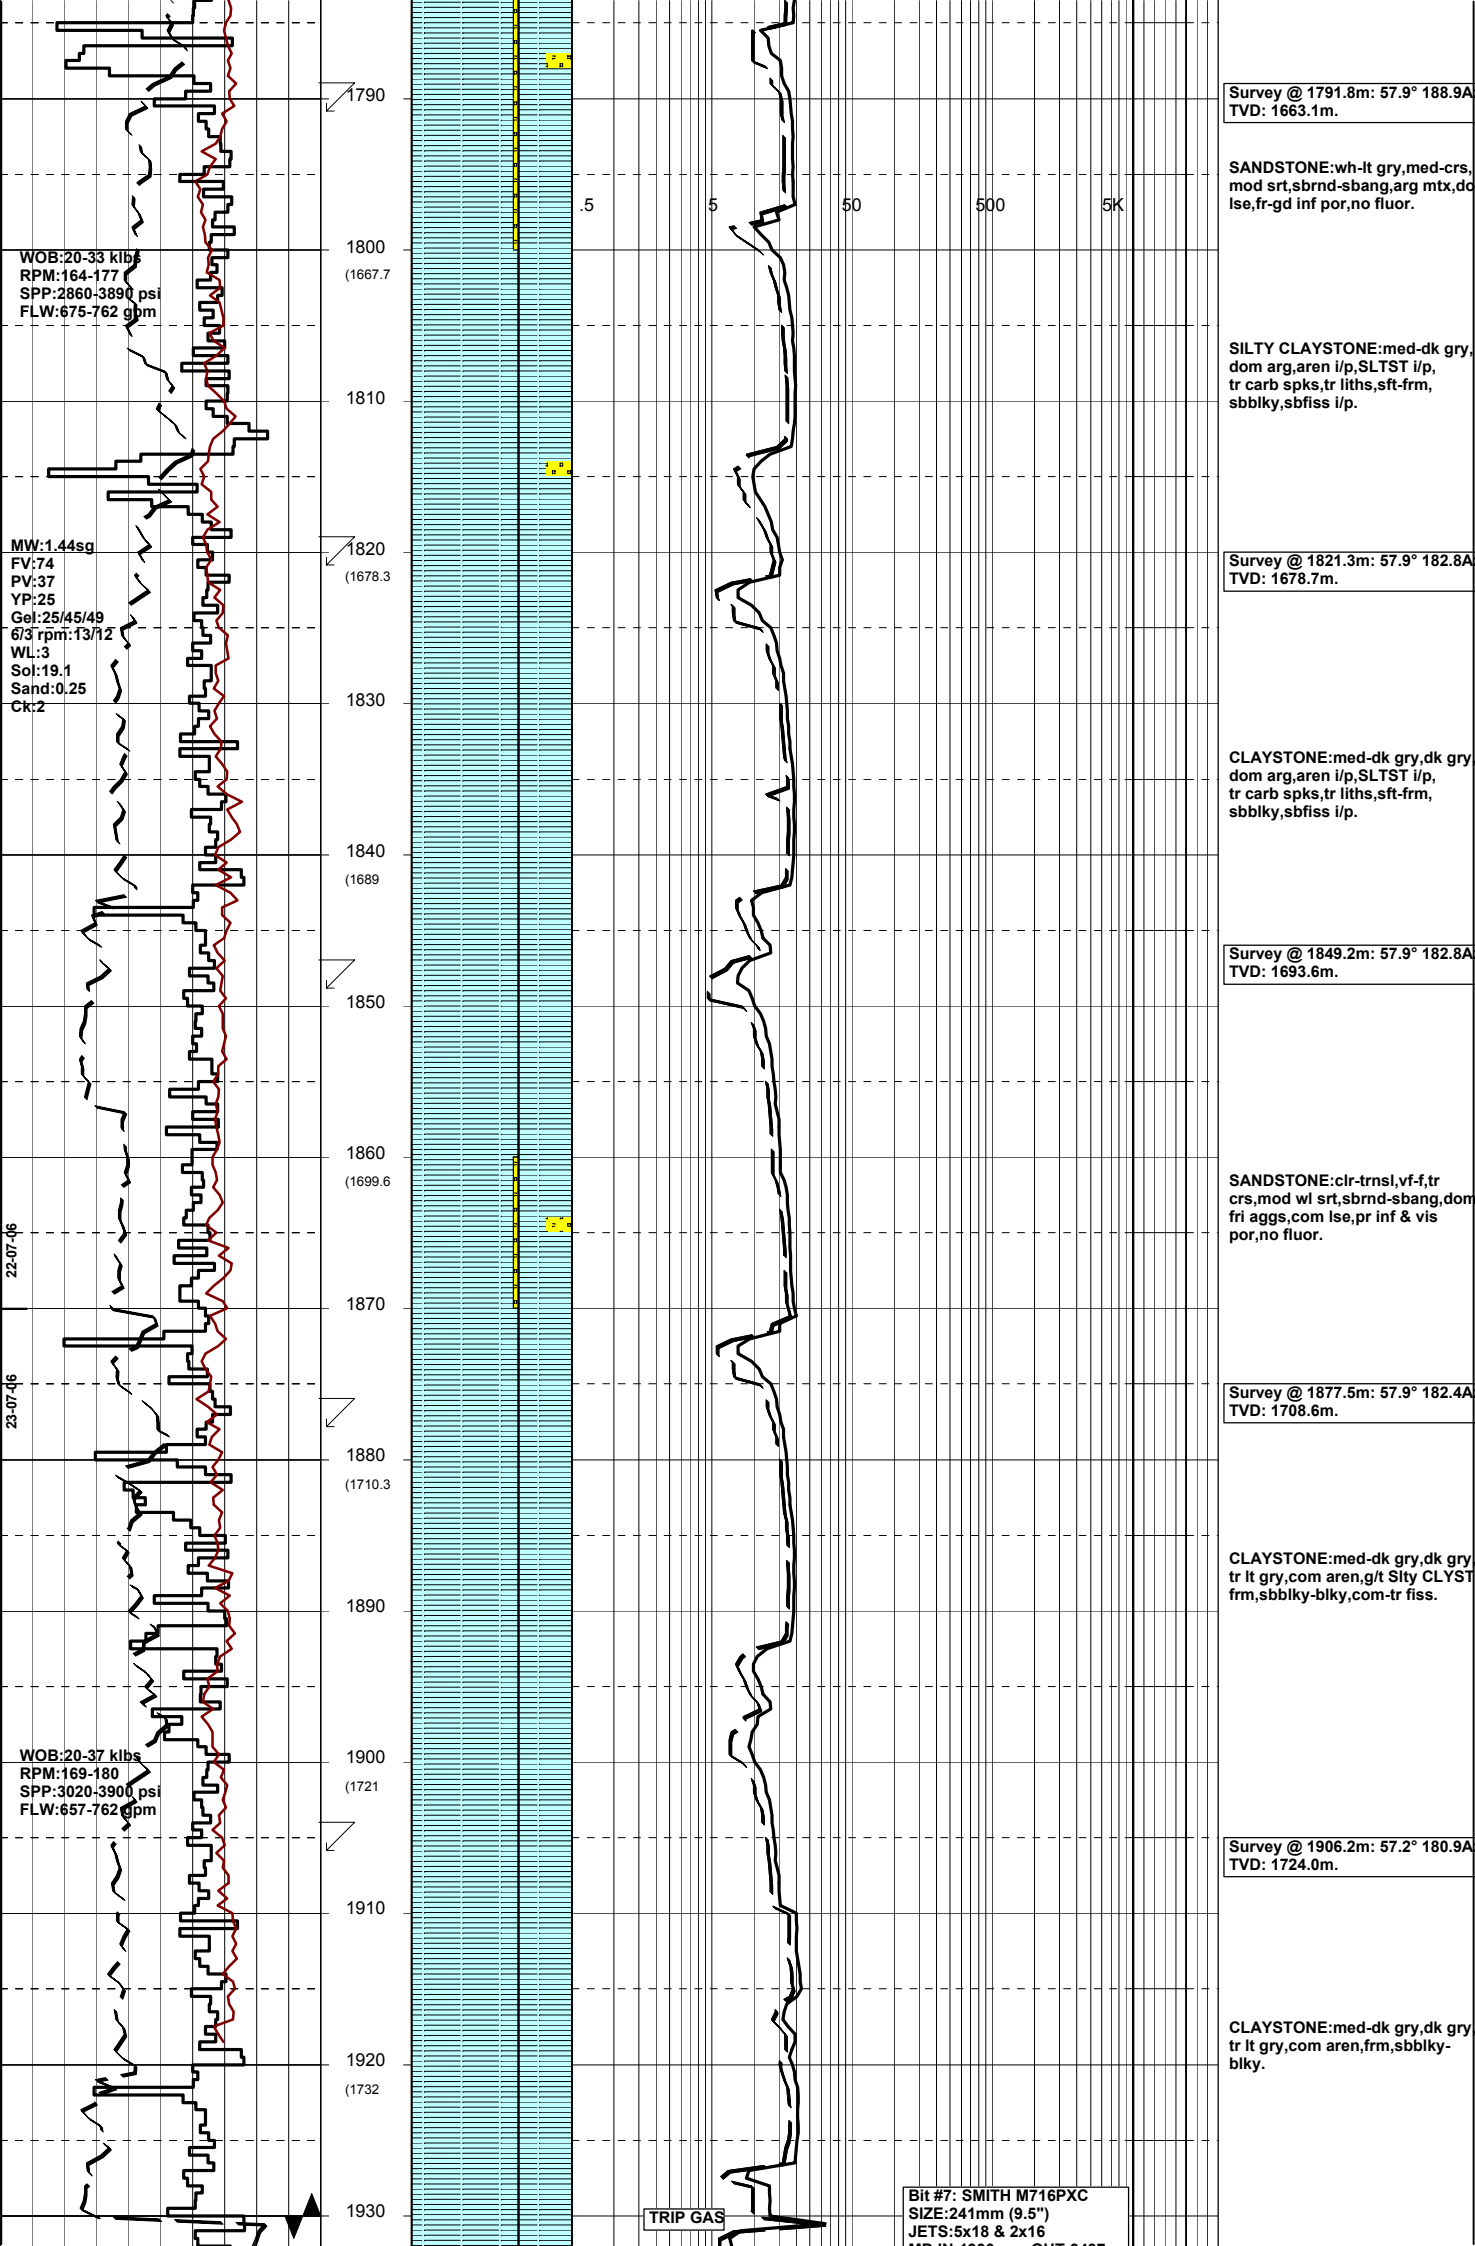 1790
Survey @ 1791.8m: 57.9° 188.9A
TVD: 1663.1m.
SANDSTONE:wh-lt gry,med-crs,
mod srt,sbrnd-sbang,arg mtx,do
lse,fr-gd inf por,no fluor.
.5 5 50 500 5K
1800
(1667.7
WOB:20-33 klbs
RPM:164-177
SPP:2860-3890 psi
FLW:675-762 gpm
SILTY CLAYSTONE:med-dk gry,
dom arg,aren i/p,SLTST i/p,
tr carb spks,tr liths,sft-frm,
sbblky,sbfiss i/p.
1810
MW:1.44sg
FV:74
PV:37
YP:25
Gel:25/45/49
6/3 rpm:13/12
WL:3
Sol:19.1
Sand:0.25
Ck:2
1820
(1678.3
Survey @ 1821.3m: 57.9° 182.8A
TVD: 1678.7m.
1830
CLAYSTONE:med-dk gry,dk gry,
dom arg,aren i/p,SLTST i/p,
tr carb spks,tr liths,sft-frm,
sbblky,sbfiss i/p.
1840
(1689
Survey @ 1849.2m: 57.9° 182.8A
TVD: 1693.6m.
1850
1860
(1699.6
SANDSTONE:clr-trnsl,vf-f,tr
crs,mod wl srt,sbrnd-sbang,dom
fri aggs,com lse,pr inf & vis
por,no fluor.
22-07-06
1870
23-07-06
Survey @ 1877.5m: 57.9° 182.4A
TVD: 1708.6m.
1880
(1710.3
CLAYSTONE:med-dk gry,dk gry,
tr lt gry,com aren,g/t Slty CLYST
frm,sbblky-blky,com-tr fiss.
1890
1900
(1721
WOB:20-37 klbs
RPM:169-180
SPP:3020-3900 psi
FLW:657-762 gpm
Survey @ 1906.2m: 57.2° 180.9A
TVD: 1724.0m.
1910
CLAYSTONE:med-dk gry,dk gry,
tr lt gry,com aren,frm,sbblky-
blky.
1920
(1732
1930
TRIP GAS
Bit #7: SMITH M716PXC
SIZE:241mm (9.5")
JETS:5x18 & 2x16